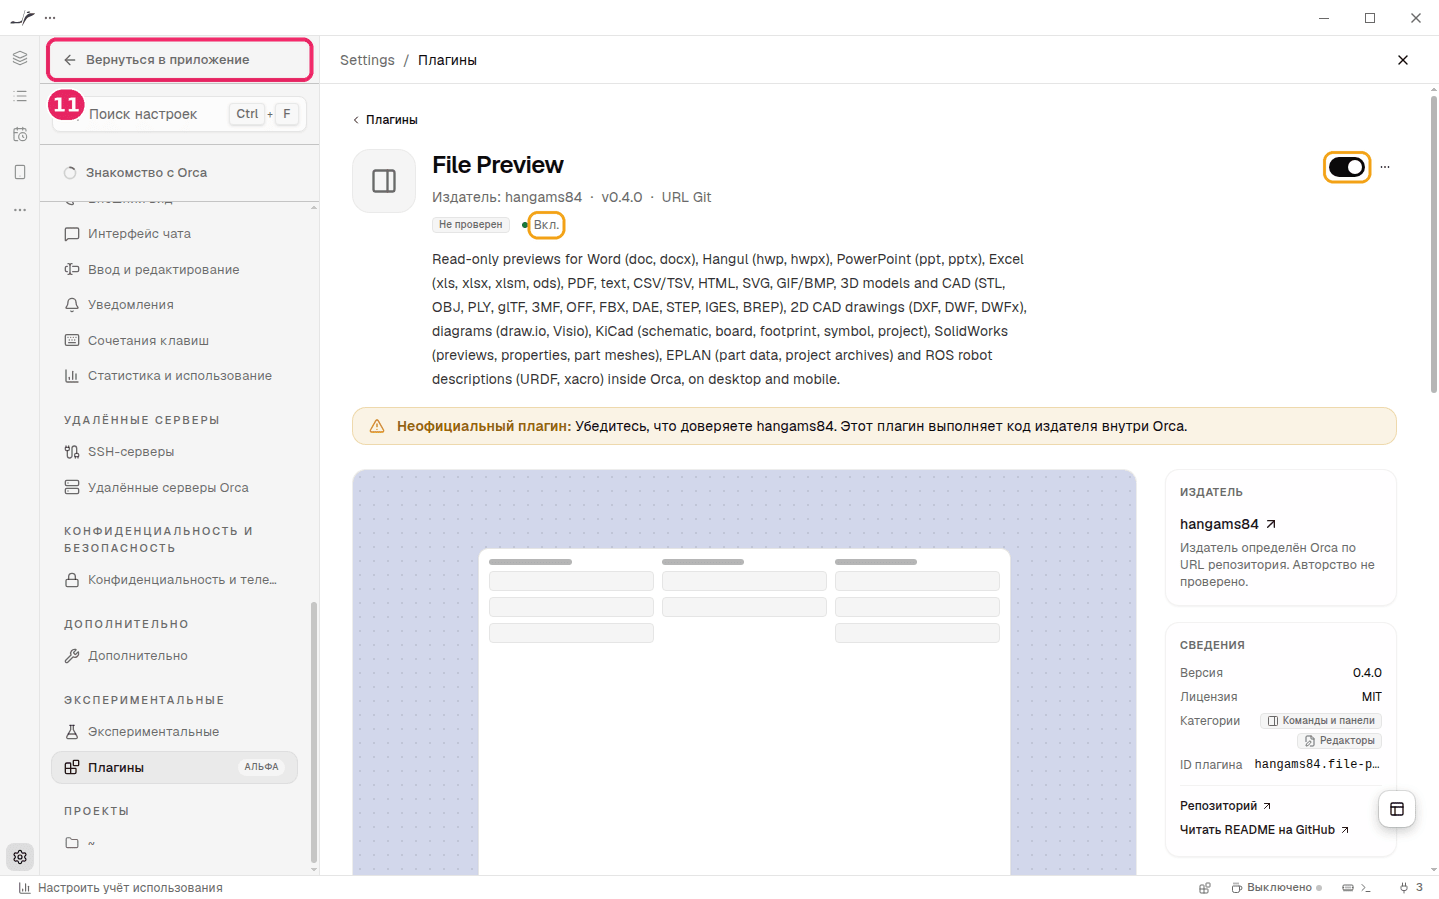 Вернуться в приложение
11
Поиск настроек
Ctrl + F
Знакомство с Orca
Интерфейс чата
Ввод и редактирование
Уведомления
Сочетания клавиш
Статистика и использование
УДАЛЁННЫЕ СЕРВЕРЫ
SSH-серверы
Удалённые серверы Orca
КОНФИДЕНЦИАЛЬНОСТЬ И
БЕЗОПАСНОСТЬ
Конфиденциальность и теле...
ДОПОЛНИТЕЛЬНО
Дополнительно
ЭКСПЕРИМЕНТАЛЬНЫЕ
Экспериментальные
Плагины АЛЬФА
ПРОЕКТЫ
~
Settings / Плагины
Плагины
File Preview
Издатель: hangams84 · v0.4.0 · URL Git
Не проверен Вкл.
Read-only previews for Word (doc, docx), Hangul (hwp, hwpx), PowerPoint (ppt, pptx), Excel
(xls, xlsx, xlsm, ods), PDF, text, CSV/TSV, HTML, SVG, GIF/BMP, 3D models and CAD (STL,
OBJ, PLY, glTF, 3MF, OFF, FBX, DAE, STEP, IGES, BREP), 2D CAD drawings (DXF, DWF, DWFx),
diagrams (draw.io, Visio), KiCad (schematic, board, footprint, symbol, project), SolidWorks
(previews, properties, part meshes), EPLAN (part data, project archives) and ROS robot
descriptions (URDF, xacro) inside Orca, on desktop and mobile.
Неофициальный плагин: Убедитесь, что доверяете hangams84. Этот плагин выполняет код издателя внутри Orca.
ИЗДАТЕЛЬ
hangams84
Издатель определён Orca по
URL репозитория. Авторство не
проверено.
СВЕДЕНИЯ
Версия 0.4.0
Лицензия MIT
Категории Команды и панели
Редакторы
ID плагина hangams84.file-p...
Репозиторий
Читать README на GitHub
Настроить учёт использования
Выключено
3